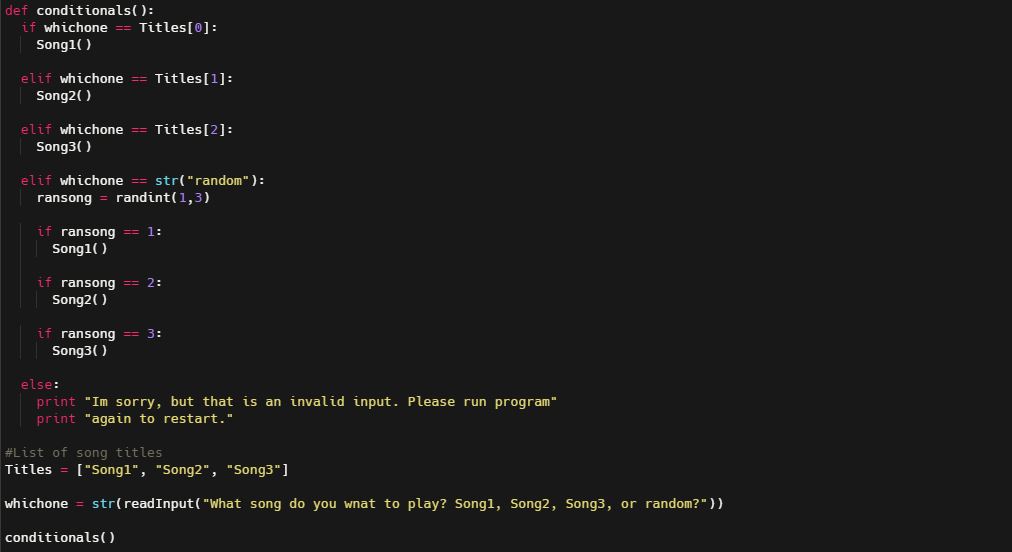 def conditionals():
  if whichone == Titles[0]:
    Song1()
  elif whichone == Titles[1]:
    Song2()
  elif whichone == Titles[2]:
    Song3()
  elif whichone == str("random"):
    ransong = randint(1,3)
    if ransong == 1:
      Song1()
    if ransong == 2:
      Song2()
    if ransong == 3:
      Song3()
  else:
    print "Im sorry, but that is an invalid input. Please run program"
    print "again to restart."
#List of song titles
Titles = ["Song1", "Song2", "Song3"]
whichone = str(readInput("What song do you wnat to play? Song1, Song2, Song3, or random?"))
conditionals()